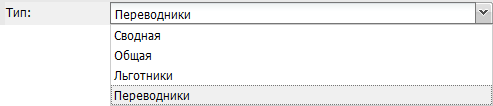 Тип: Переводники
Сводная
Общая
Льготники
Переводники